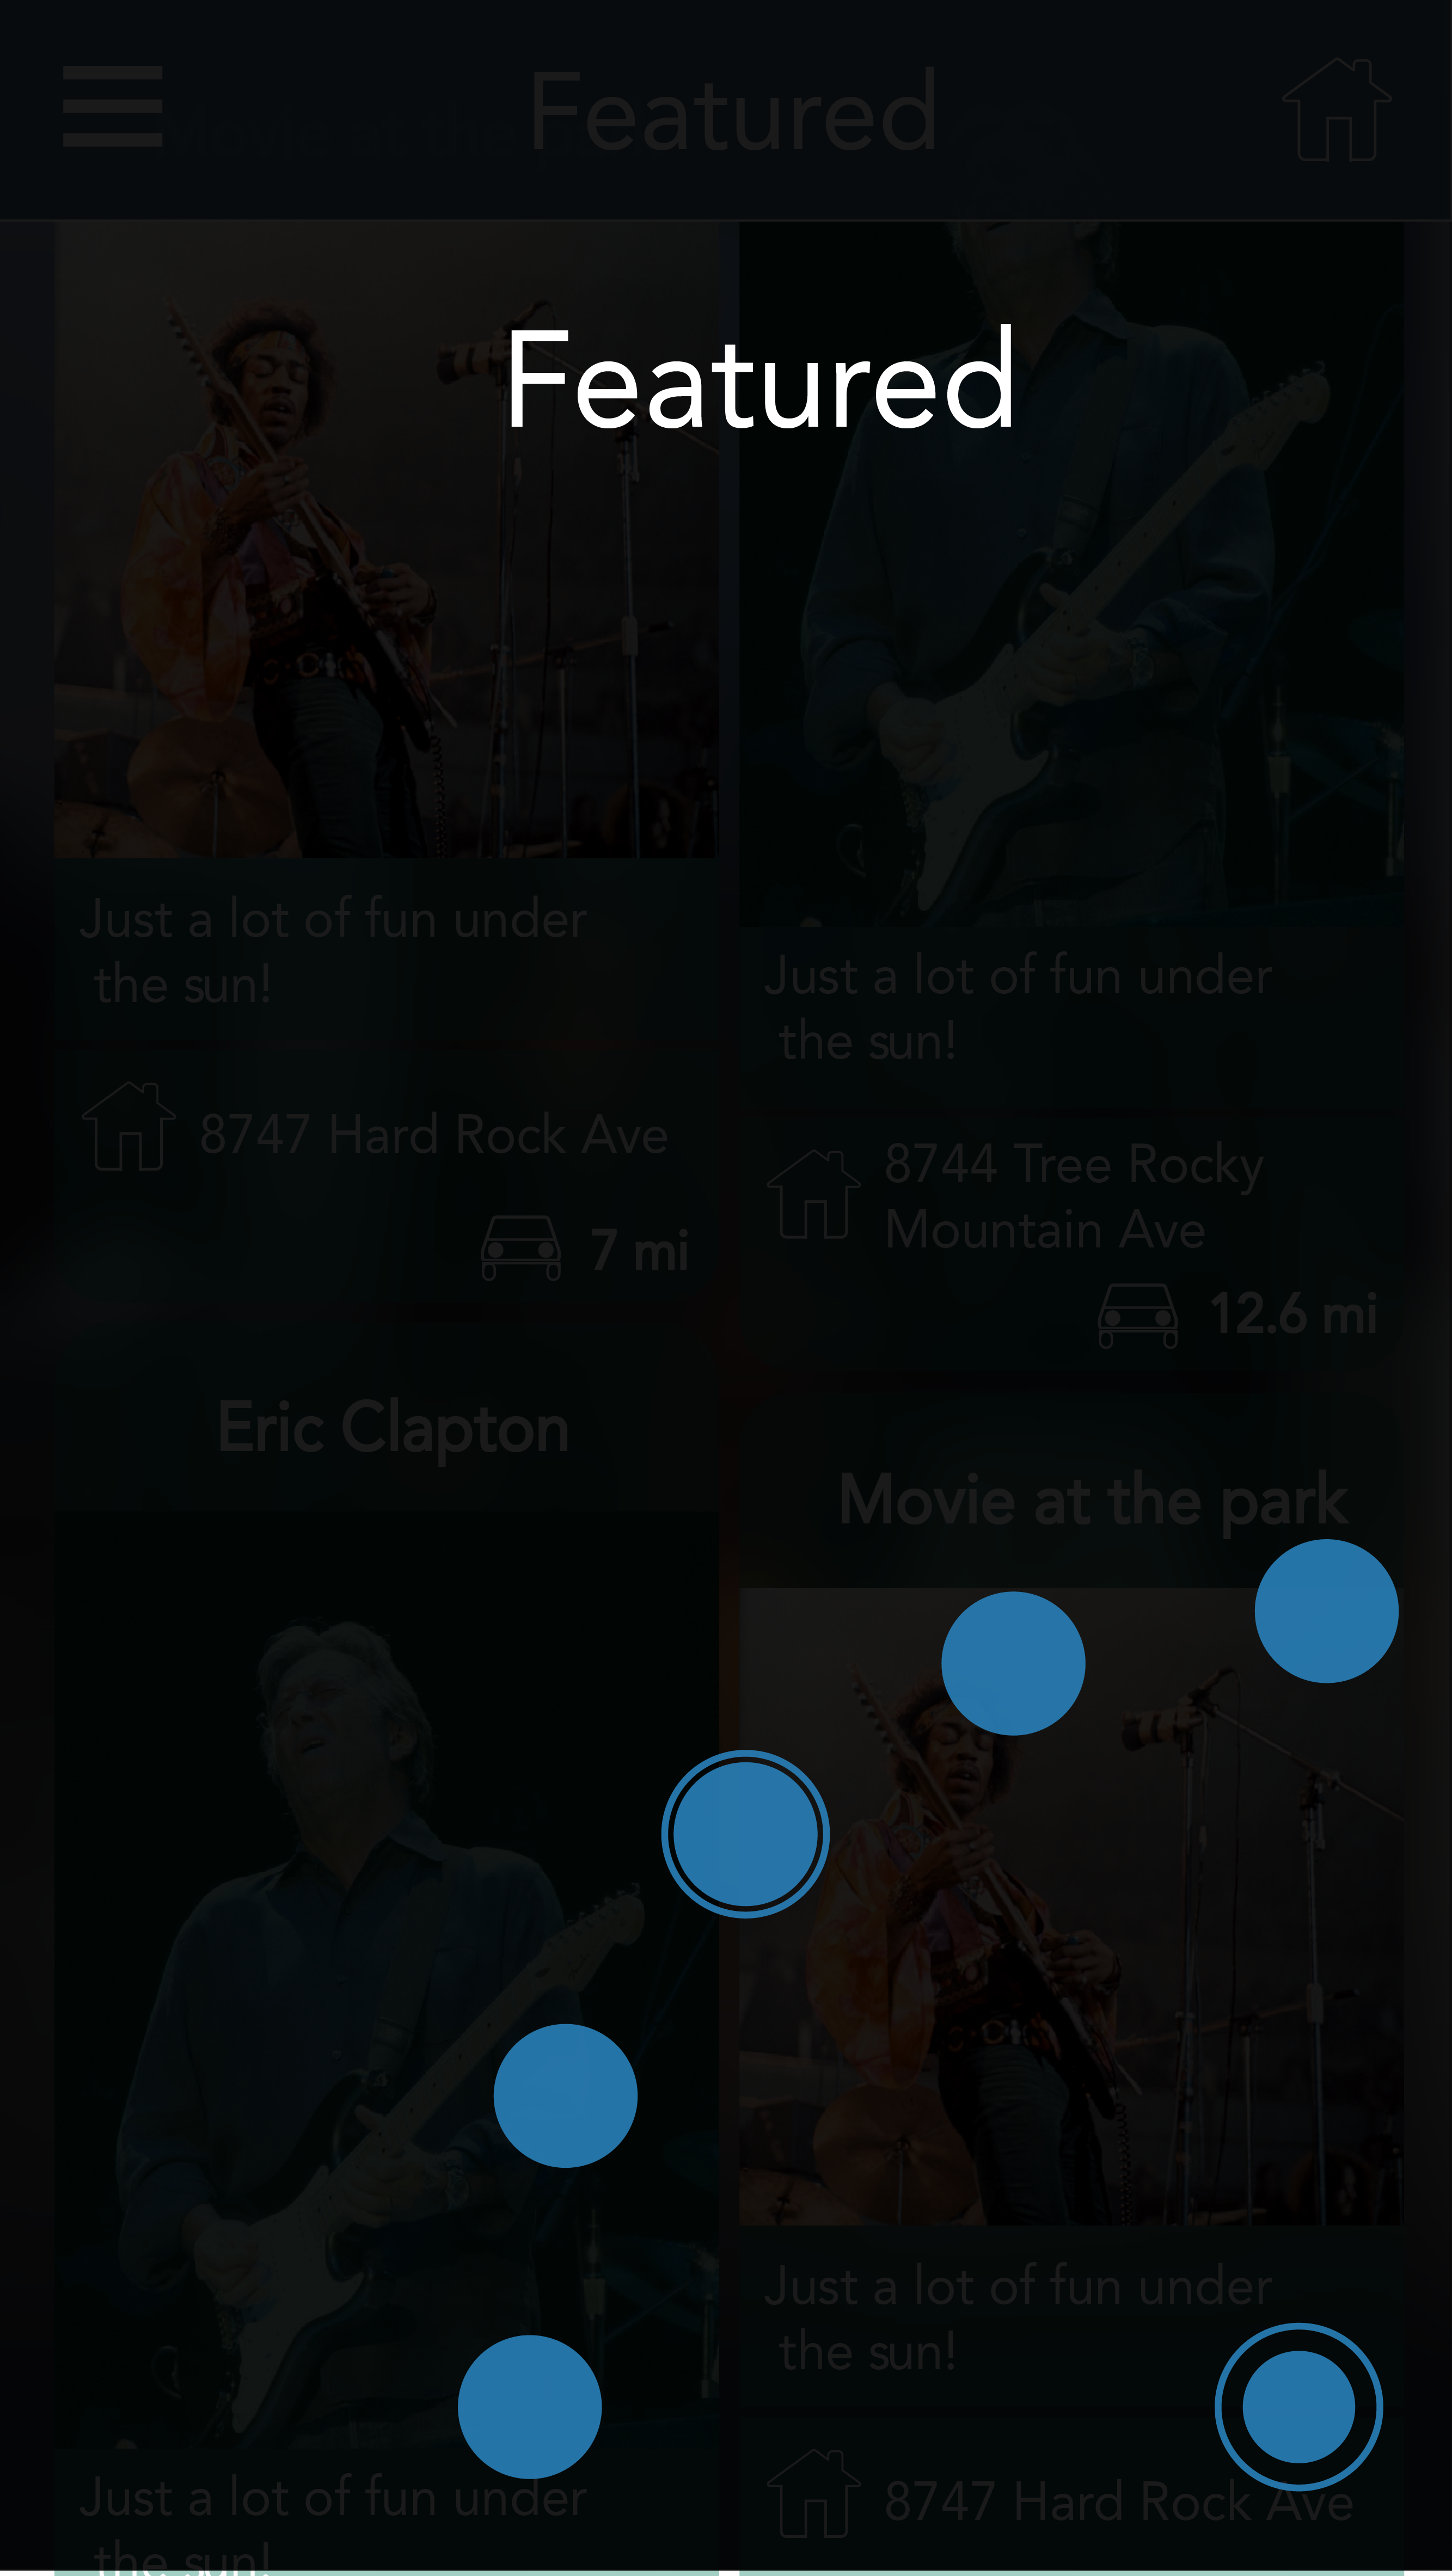 Featured
Featured
Just a lot of fun under
the sun!
8747 Hard Rock Ave
7 mi
Eric Clapton
Just a lot of fun under
the sun!
Just a lot of fun under
the sun!
8744 Tree Rocky
Mountain Ave
12.6 mi
Movie at the park
Just a lot of fun under
the sun!
8747 Hard Rock Ave